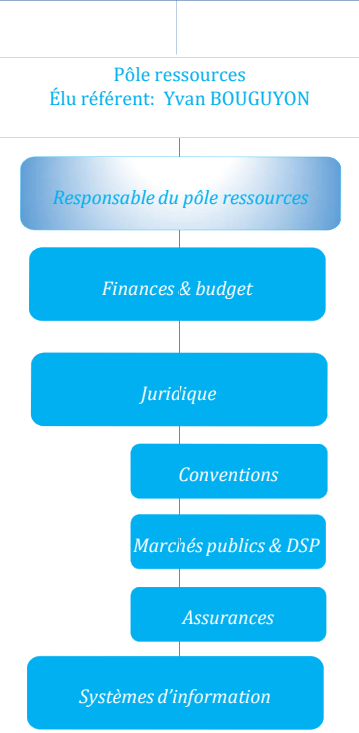 Pôle ressources
Élu référent: Yvan BOUGUYON
Responsable du pôle ressources
Finances & budget
Juridique
Conventions
Marchés publics & DSP
Assurances
Systèmes d'information